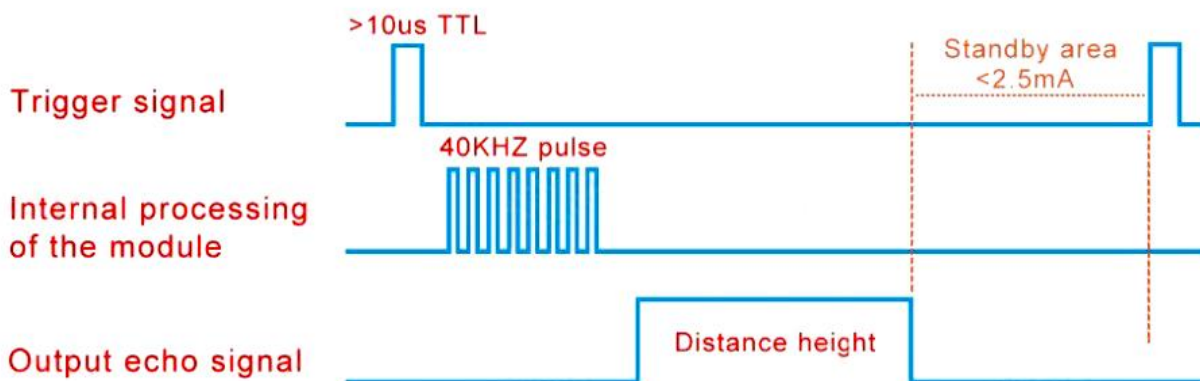 >10us TTL
Standby area
<2.5mA
Trigger signal
40KHZ pulse
Internal processing
of the module
Distance height
Output echo signal